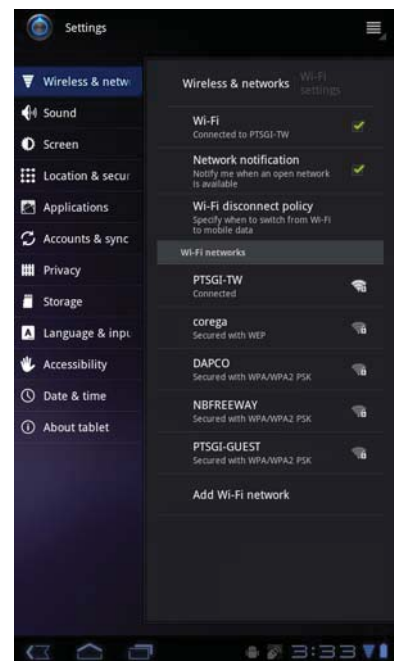 Settings
Wireless & netw
Sound
Screen
Location & secur
Applications
Accounts & sync
Privacy
Storage
Language & inpu
Accessibility
Date & time
About tablet
Wireless & networks
Wi-Fi
settings
Wi-Fi
Connected to PTSGI-TW
Network notification
Notify me when an open network
is available
Wi-Fi disconnect policy
Specify when to switch from Wi-Fi
to mobile data
Wi-Fi networks
PTSGI-TW
Connected
corega
Secured with WEP
DAPCO
Secured with WPA/WPA2 PSK
NBFREEWAY
Secured with WPA/WPA2 PSK
PTSGI-GUEST
Secured with WPA/WPA2 PSK
Add Wi-Fi network
3:33